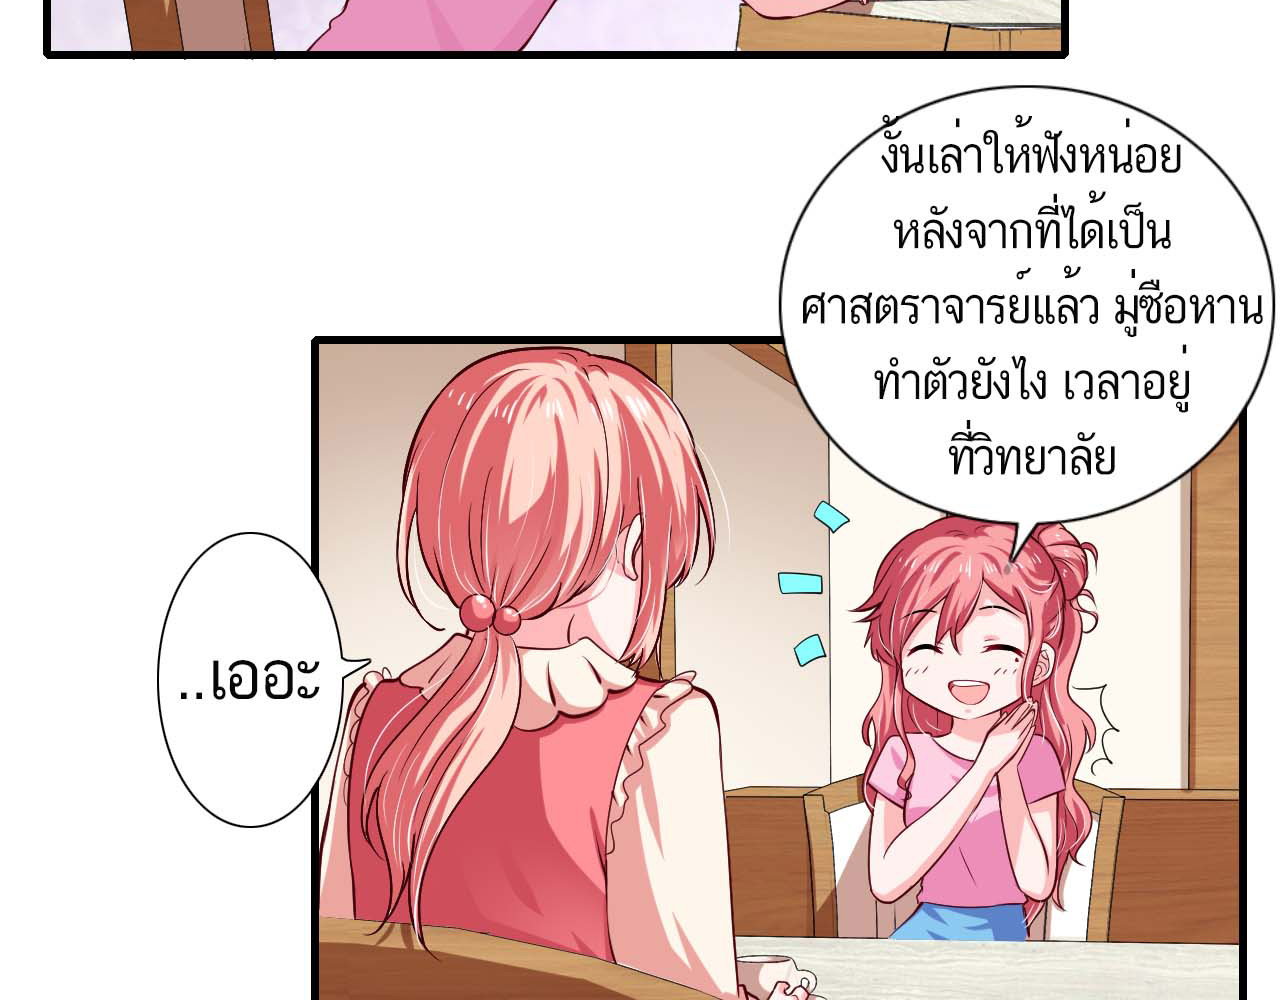 งั้นเล่าให้ฟังหน่อย
หลังจากที่ได้เป็น
ศาสตราจารย์แล้ว มู่ซือหาน
ทำตัวยังไง เวลาอยู่
ที่วิทยาลัย
..เออะ